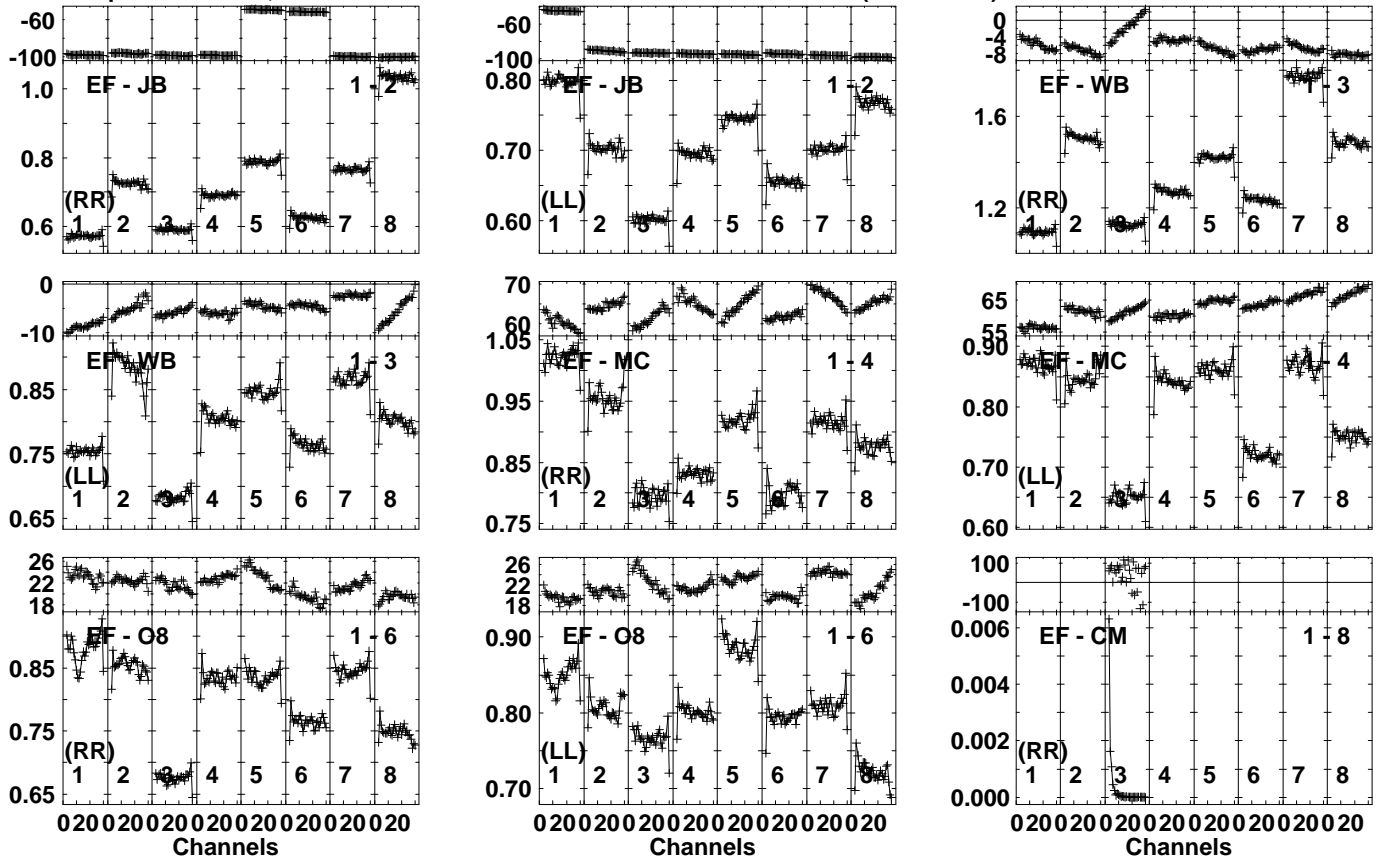 -60
-100
EF - JB 1 - 2
1.0
0.8
0.6
(RR)
1 2 3 4 5 6 7 8
-60
-100
EF - JB 1 - 2
0.80
0.70
0.60
(LL)
1 2 3 4 5 6 7 8
0
-4
-8
EF - WB 1 - 3
1.6
1.2
(RR)
1 2 3 4 5 6 7 8
0
-10
EF - WB 1 - 3
0.85
0.75
0.65
(LL)
1 2 3 4 5 6 7 8
70
60
1.05
EF - MC 1 - 4
0.95
0.85
0.75
(RR)
1 2 3 4 5 6 7 8
65
55
0.90
EF - MC 1 - 4
0.80
0.70
0.60
(LL)
1 2 3 4 5 6 7 8
26
22
18
EF - O8 1 - 6
0.85
0.75
0.65
(RR)
1 2 3 4 5 6 7 8
0 20 0 20 0 20 0 20 0 20 0 20 0 20 0 20
Channels
26
22
18
EF - O8 1 - 6
0.90
0.80
0.70
(LL)
1 2 3 4 5 6 7 8
0 20 0 20 0 20 0 20 0 20 0 20 0 20 0 20
Channels
100
-100
EF - CM 1 - 8
0.006
0.004
0.002
0.000
(RR)
1 2 3 4 5 6 7 8
0 20 0 20 0 20 0 20 0 20 0 20 0 20 0 20
Channels